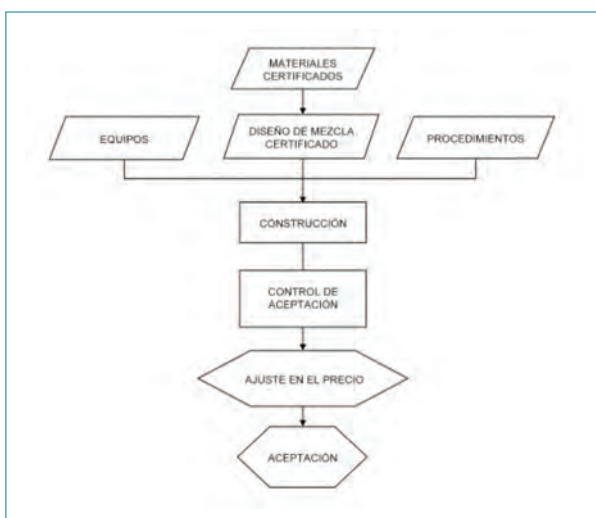 MATERIALES
CERTIFICADOS
EQUIPOS
DISEÑO DE MEZCLA
CERTIFICADO
PROCEDIMIENTOS
CONSTRUCCIÓN
CONTROL DE
ACEPTACIÓN
AJUSTE EN EL PRECIO
ACEPTACIÓN